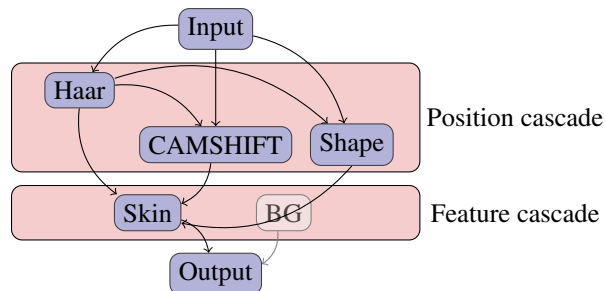 Input
Haar
Position cascade
CAMSHIFT
Shape
Skin
BG
Feature cascade
Output